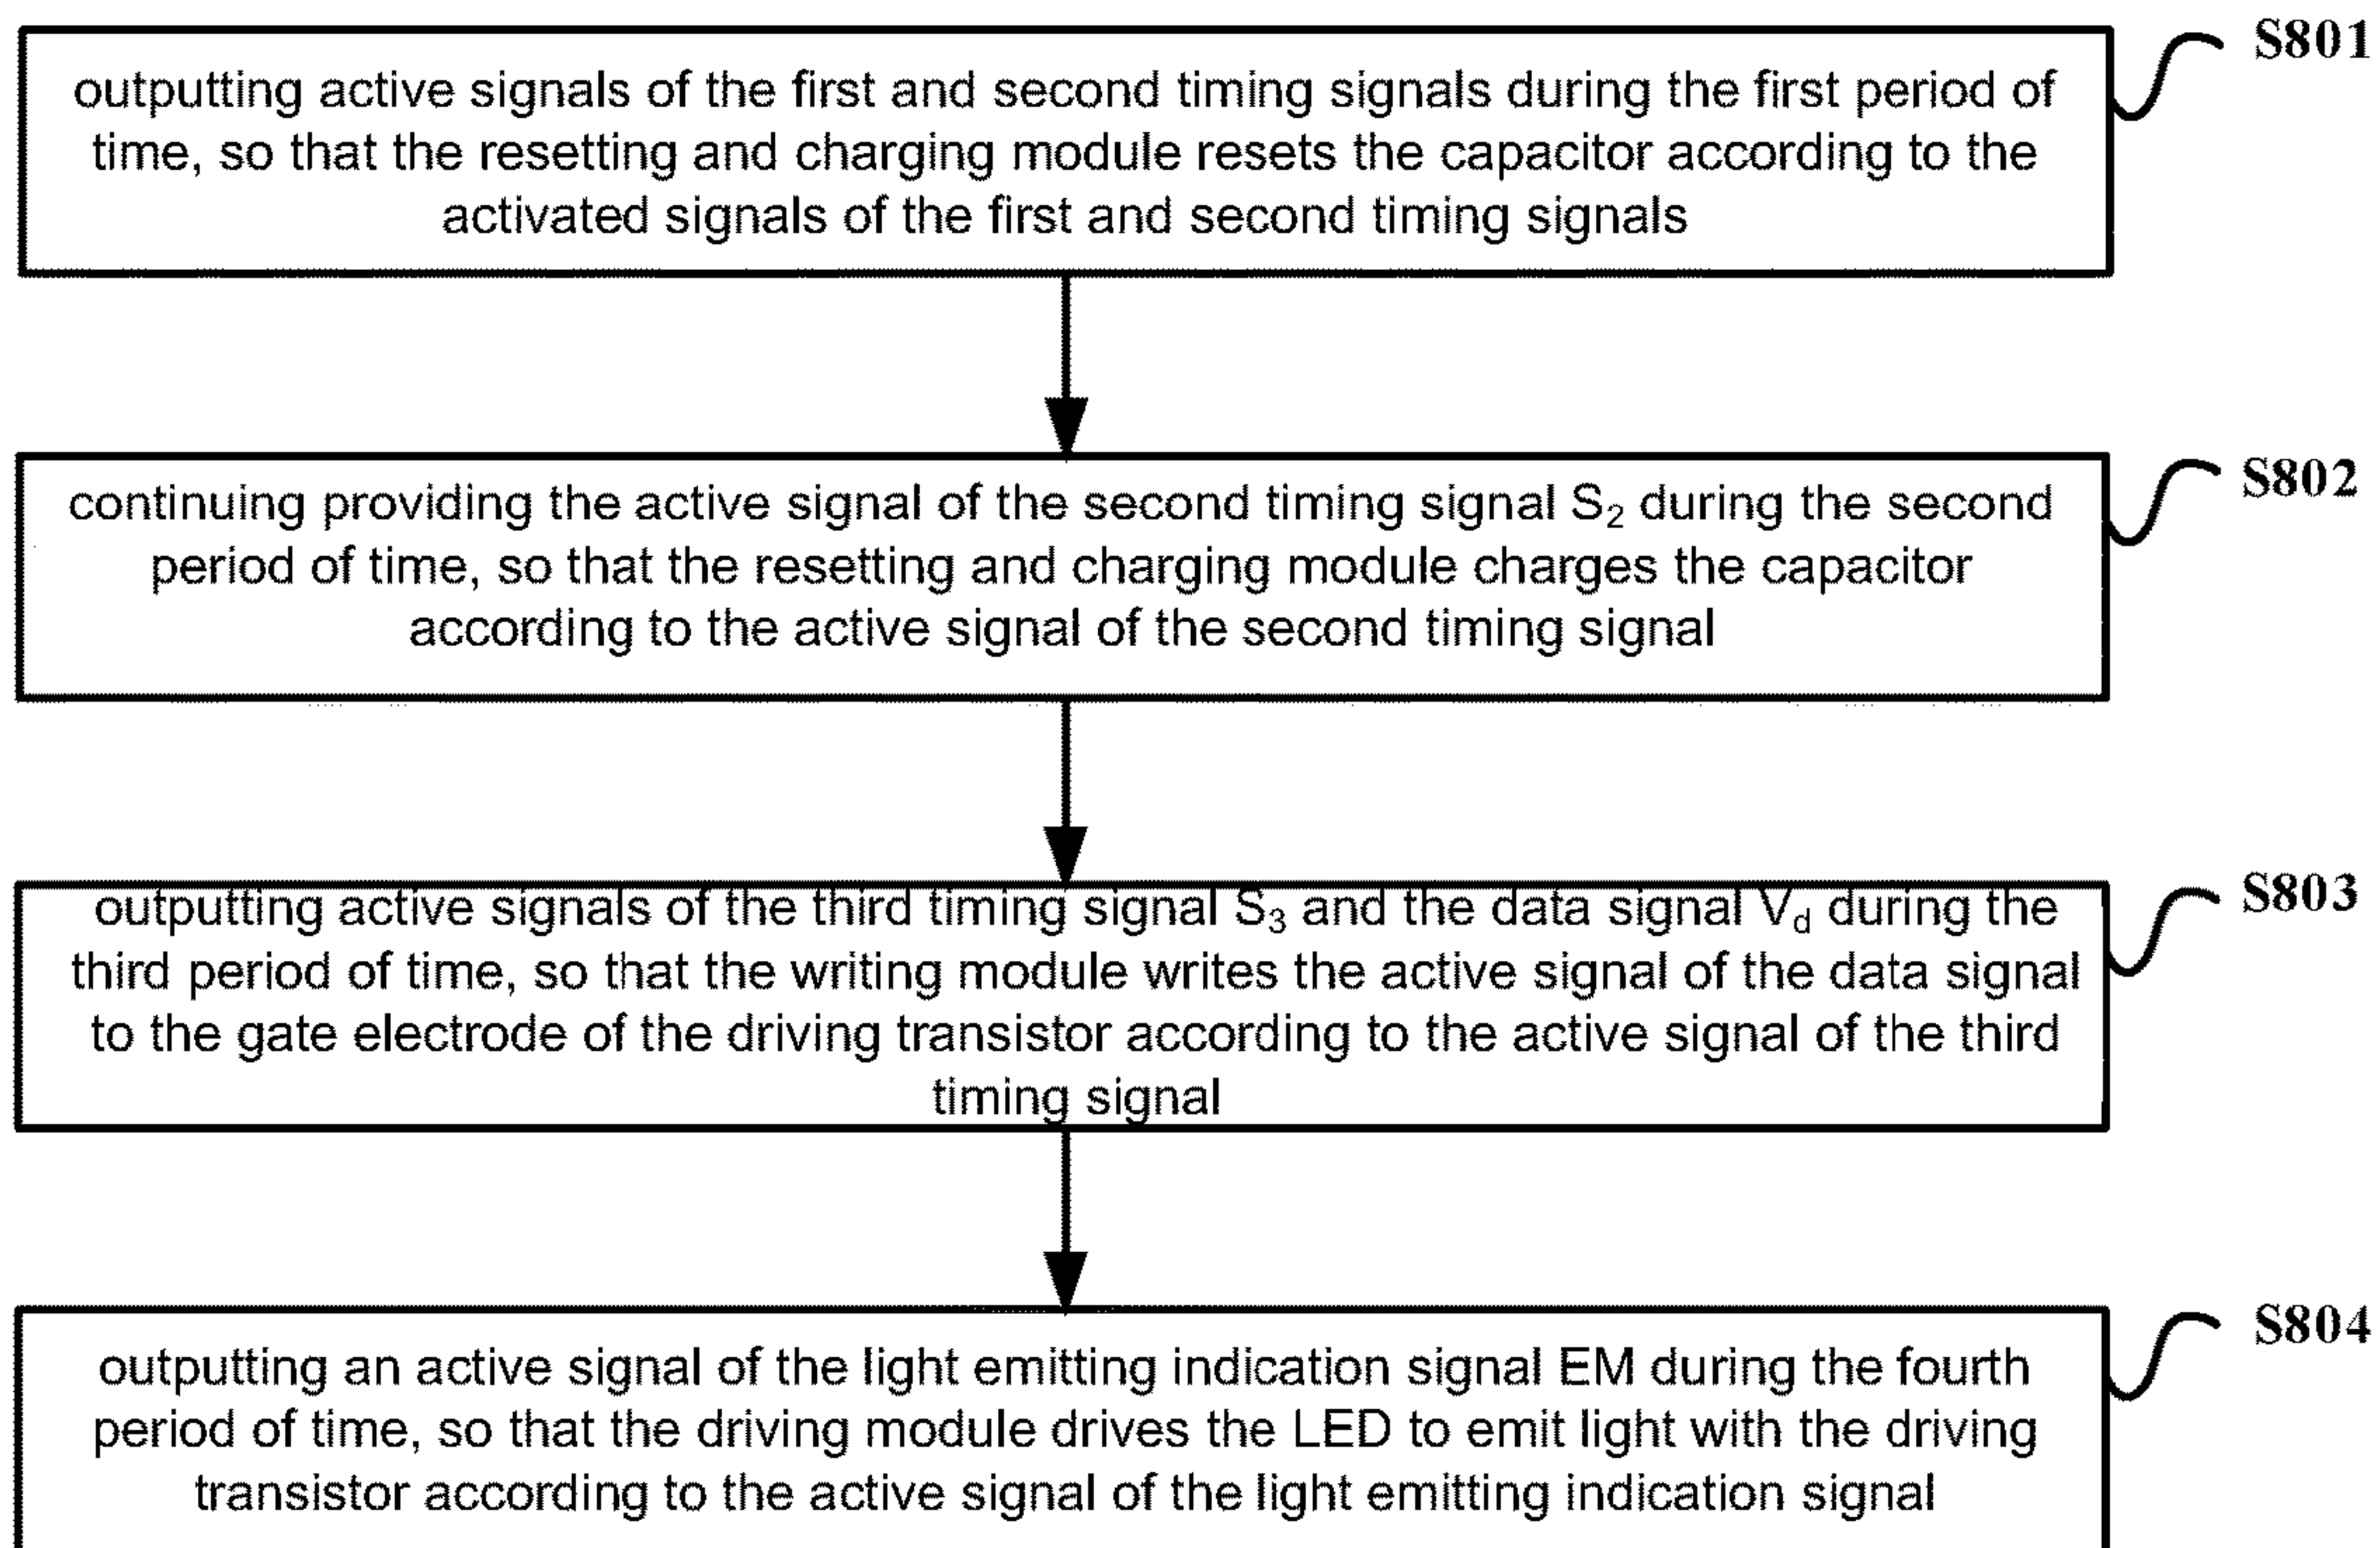 S801
outputting active signals of the first and second timing signals during the first period of
time, so that the resetting and charging module resets the capacitor according to the
activated signals of the first and second timing signals
S802
continuing providing the active signal of the second timing signal S₂ during the second
period of time, so that the resetting and charging module charges the capacitor
according to the active signal of the second timing signal
S803
outputting active signals of the third timing signal S₃ and the data signal V_d during the
third period of time, so that the writing module writes the active signal of the data signal
to the gate electrode of the driving transistor according to the active signal of the third
timing signal
S804
outputting an active signal of the light emitting indication signal EM during the fourth
period of time, so that the driving module drives the LED to emit light with the driving
transistor according to the active signal of the light emitting indication signal